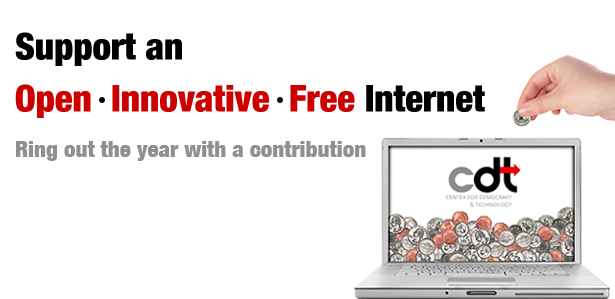 Support an
Open · Innovative · Free Internet
Ring out the year with a contribution
cdt
CENTER FOR DEMOCRACY
& TECHNOLOGY